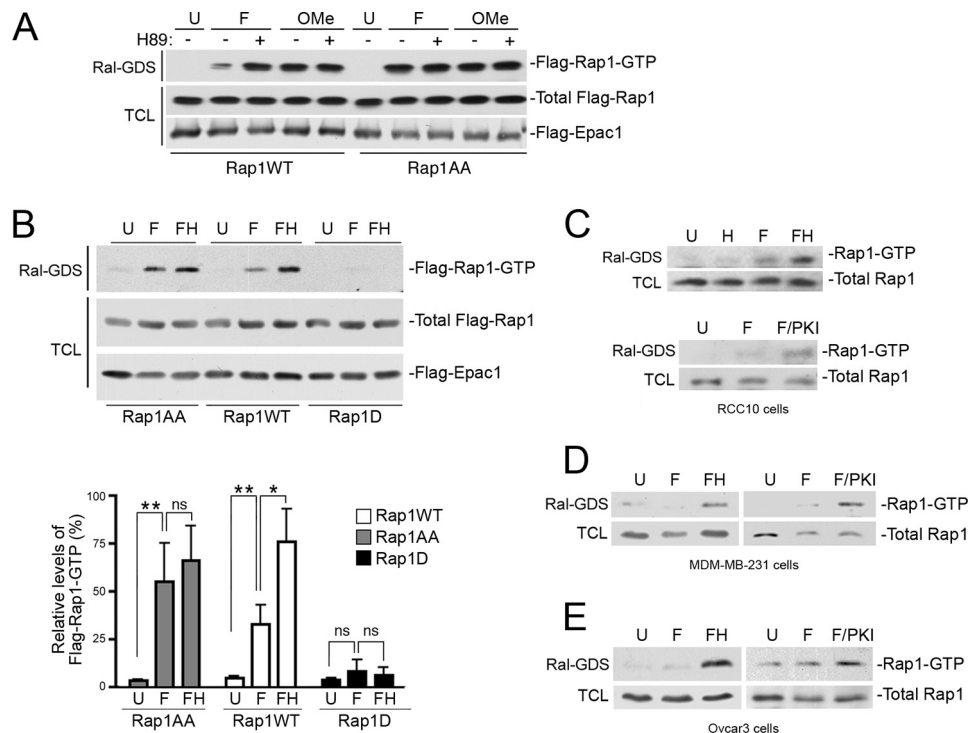 A
U F OMe U F OMe
H89: - - + - + - - + - +
Ral-GDS -Flag-Rap1-GTP
TCL -Total Flag-Rap1
-Flag-Epac1
Rap1WT Rap1AA
B
U F FH U F FH U F FH
Ral-GDS -Flag-Rap1-GTP
TCL -Total Flag-Rap1
-Flag-Epac1
Rap1AA Rap1WT Rap1D
Relative levels of
Flag-Rap1-GTP (%)
100
75
50
25
0
** ns ** * ns ns
Rap1WT
Rap1AA
Rap1D
U F FH U F FH U F FH
Rap1AA Rap1WT Rap1D
C
U H F FH
Ral-GDS -Rap1-GTP
TCL -Total Rap1
U F F/PKI
Ral-GDS -Rap1-GTP
TCL -Total Rap1
RCC10 cells
D
U F FH U F F/PKI
Ral-GDS -Rap1-GTP
TCL -Total Rap1
MDM-MB-231 cells
E
U F FH U F F/PKI
Ral-GDS -Rap1-GTP
TCL -Total Rap1
Ovcar3 cells